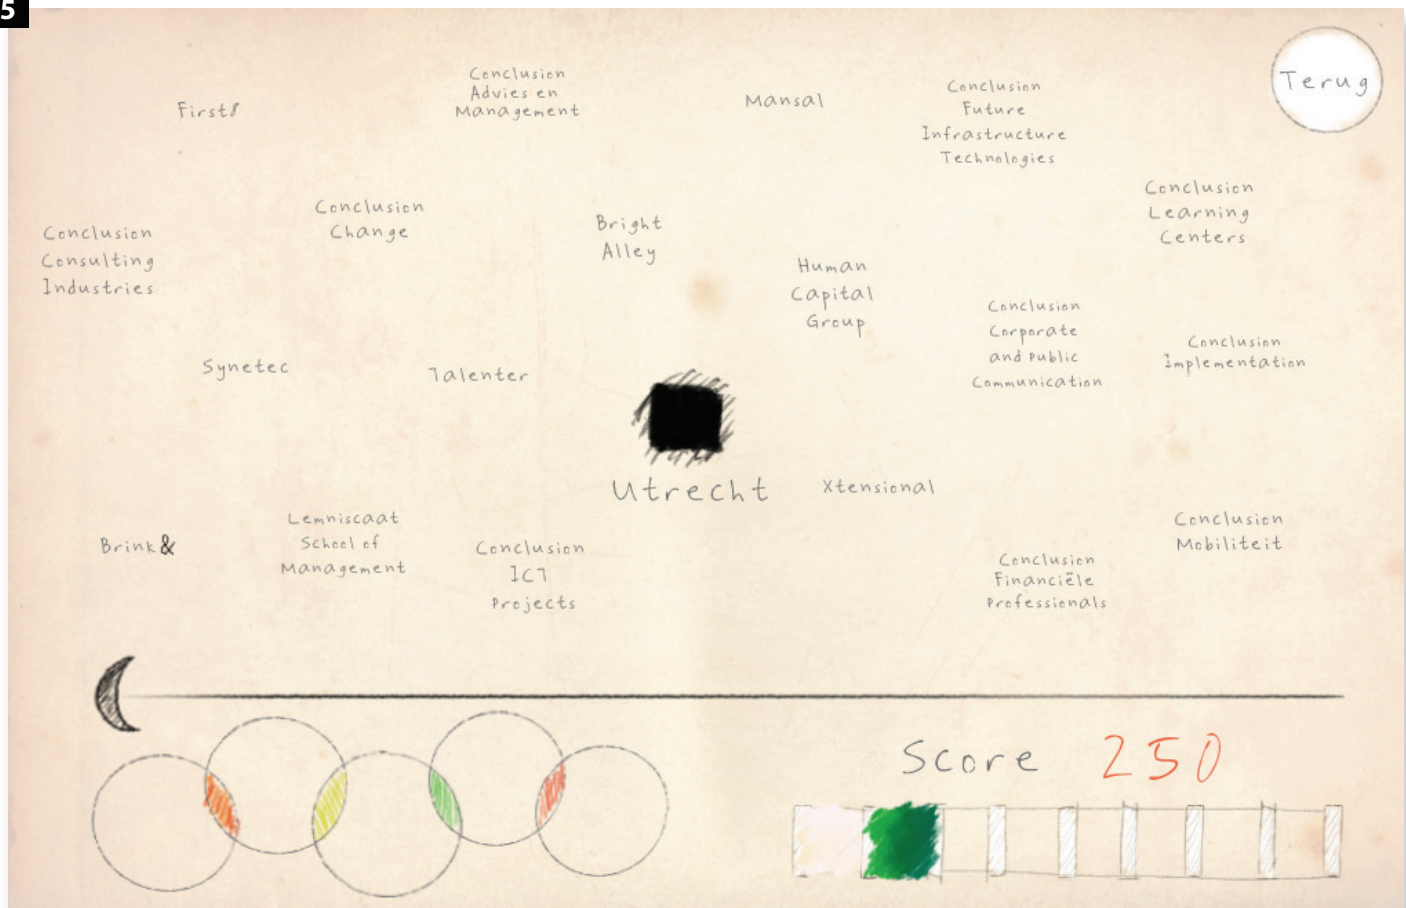 5
Terug
First8
Conclusion
Advies en
Management
Mansal
Conclusion
Future
Infrastructure
Technologies
Conclusion
Learning
Centers
Conclusion
Consulting
Industries
Conclusion
Change
Bright
Alley
Human
Capital
Group
Conclusion
Corporate
and Public
Communication
Conclusion
Implementation
Synetec
Talenter
Utrecht
Xtensional
Brink&
Lemniscaat
School of
Management
Conclusion
ICT
Projects
Conclusion
Financiële
Professionals
Conclusion
Mobiliteit
Score 250